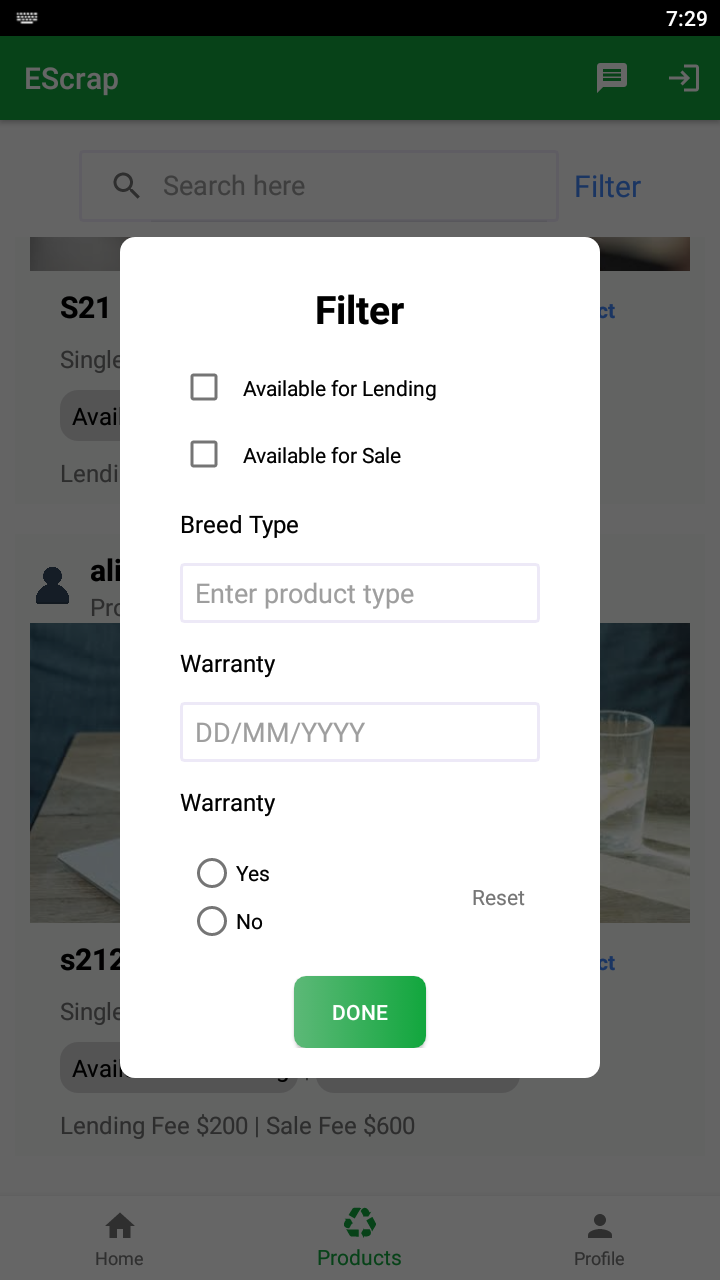 7:29
EScrap
Search here
Filter
S21
ct
Single
Avai
Lendi
ali
Pro
Filter
Available for Lending
Available for Sale
Breed Type
Enter product type
Warranty
DD/MM/YYYY
Warranty
Yes
No
Reset
DONE
s212
ct
Single
Avai
Lending Fee $200 | Sale Fee $600
Home
Products
Profile